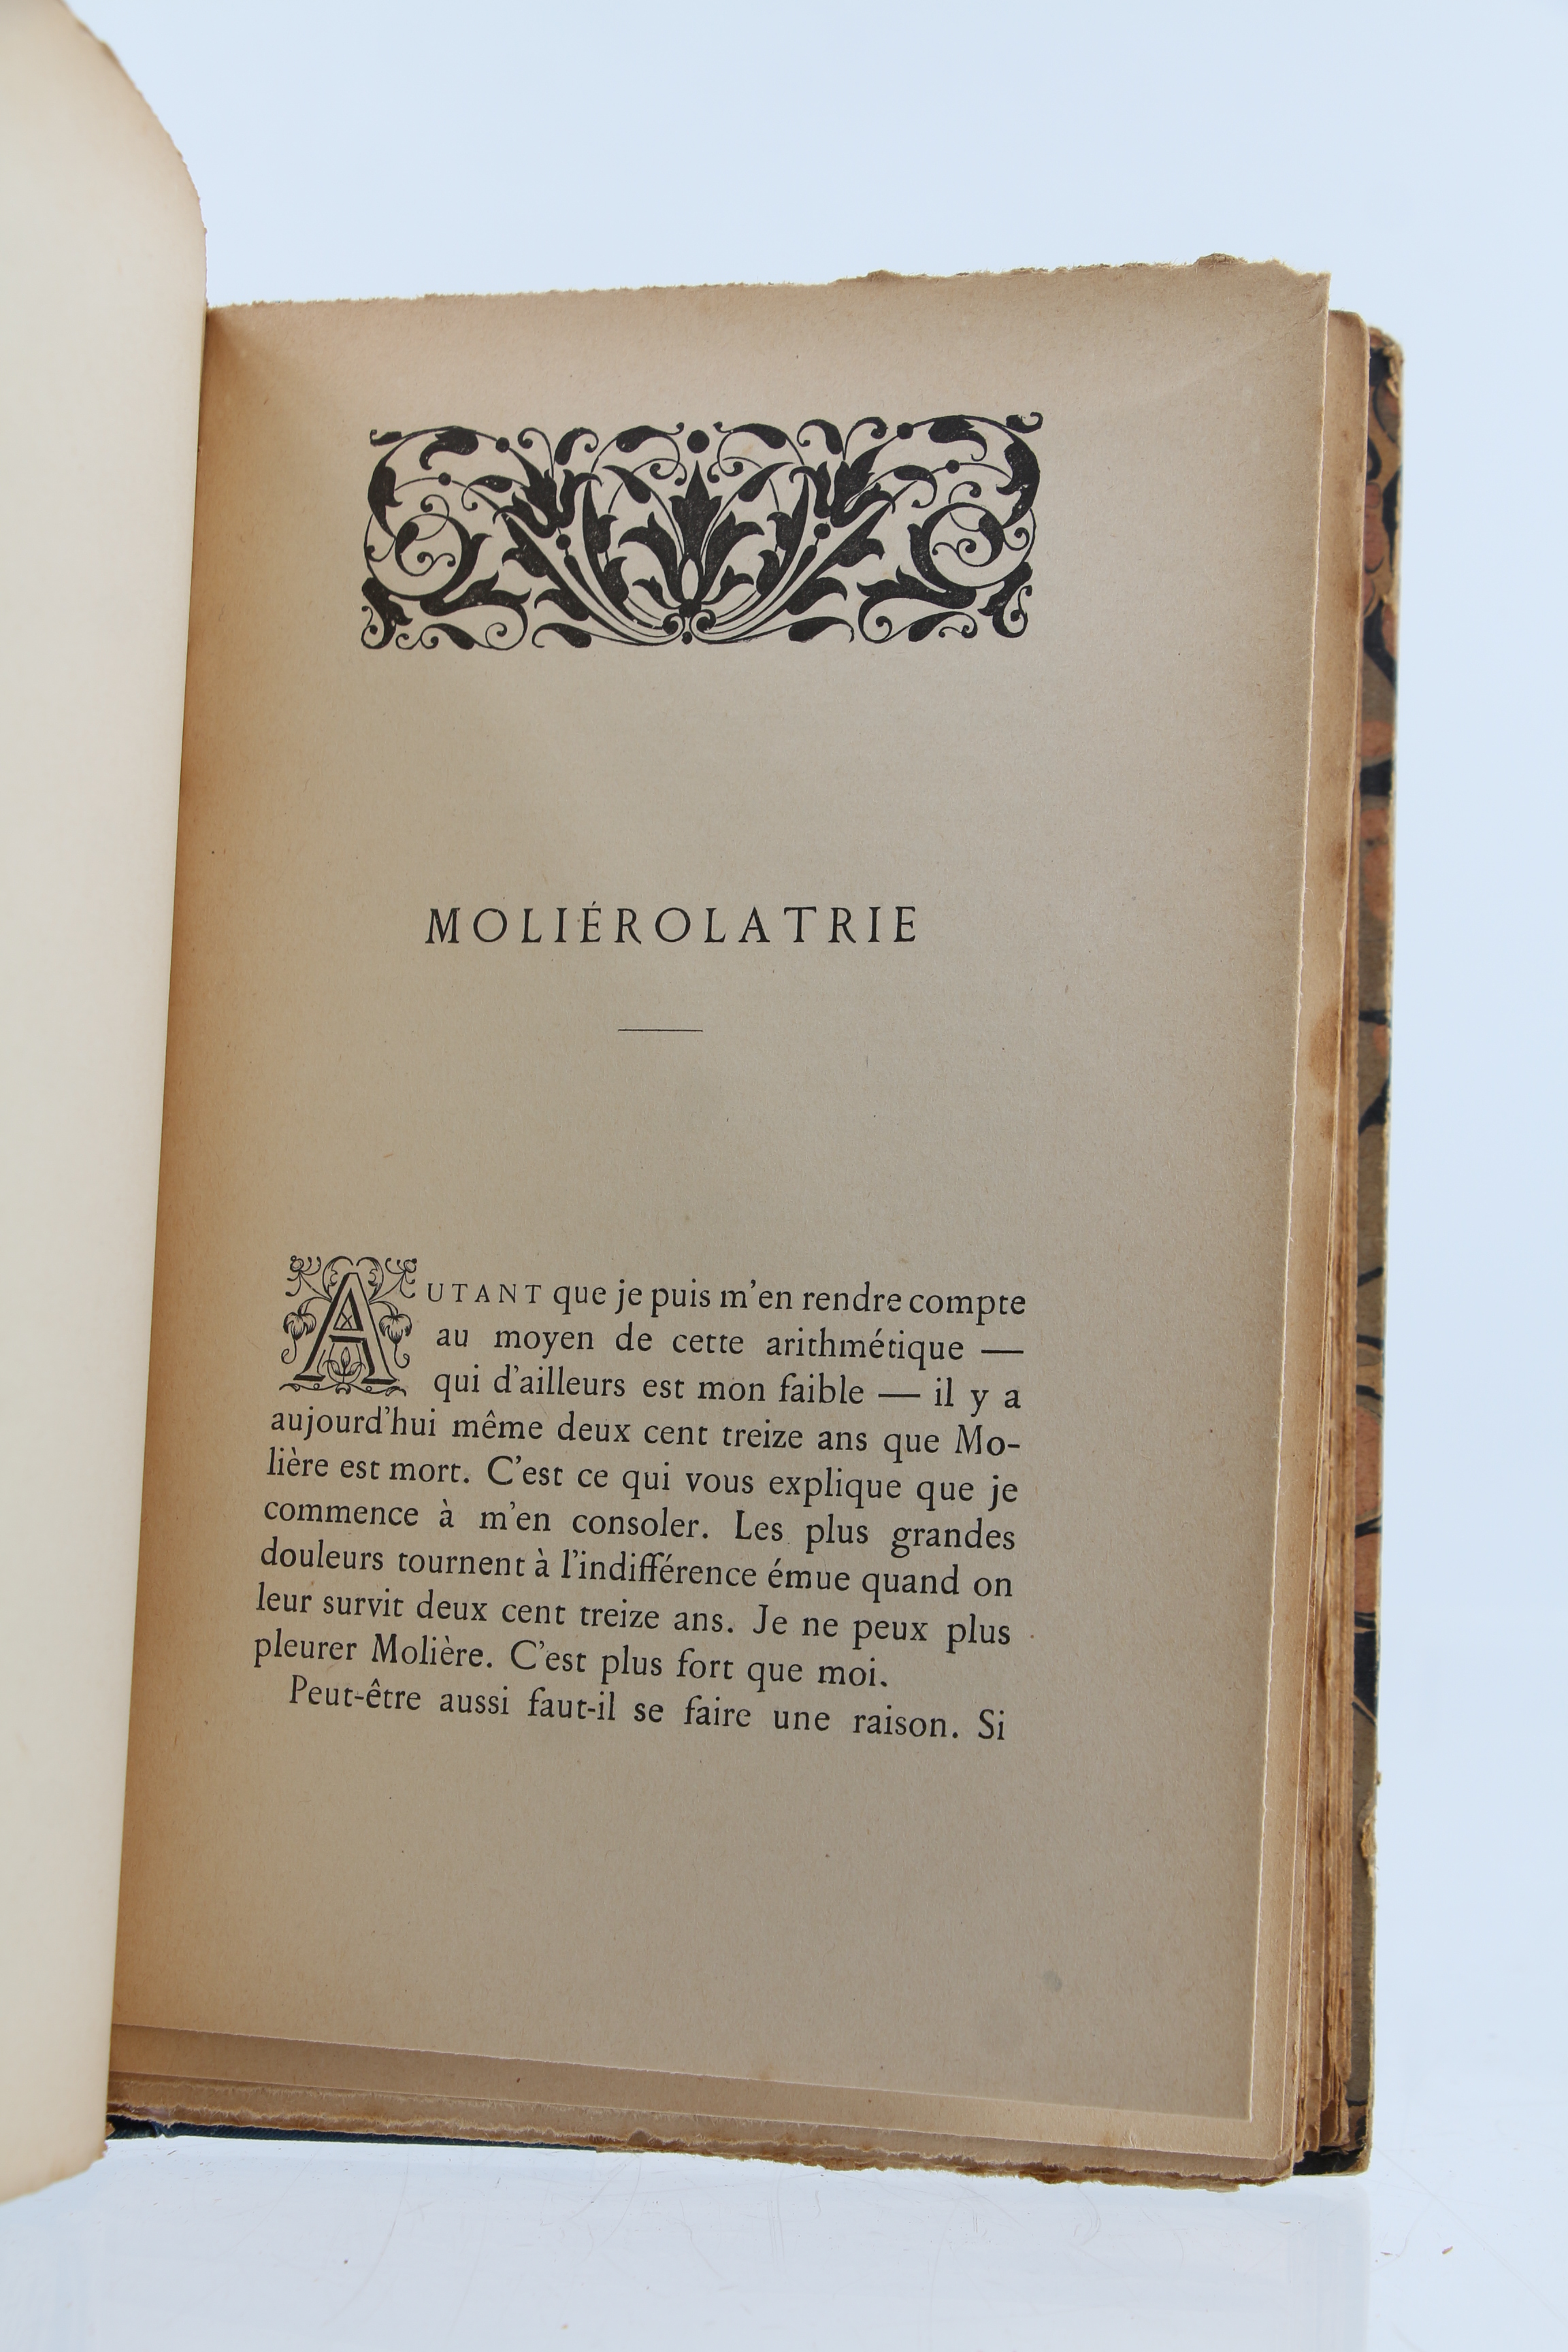 MOLIÉROLATRIE
AUTANT que je puis m'en rendre compte
au moyen de cette arithmétique —
qui d'ailleurs est mon faible — il y a
aujourd'hui même deux cent treize ans que Mo-
lière est mort. C'est ce qui vous explique que je
commence à m'en consoler. Les plus grandes
douleurs tournent à l'indifférence émue quand on
leur survit deux cent treize ans. Je ne peux plus
pleurer Molière. C'est plus fort que moi.
Peut-être aussi faut-il se faire une raison. Si